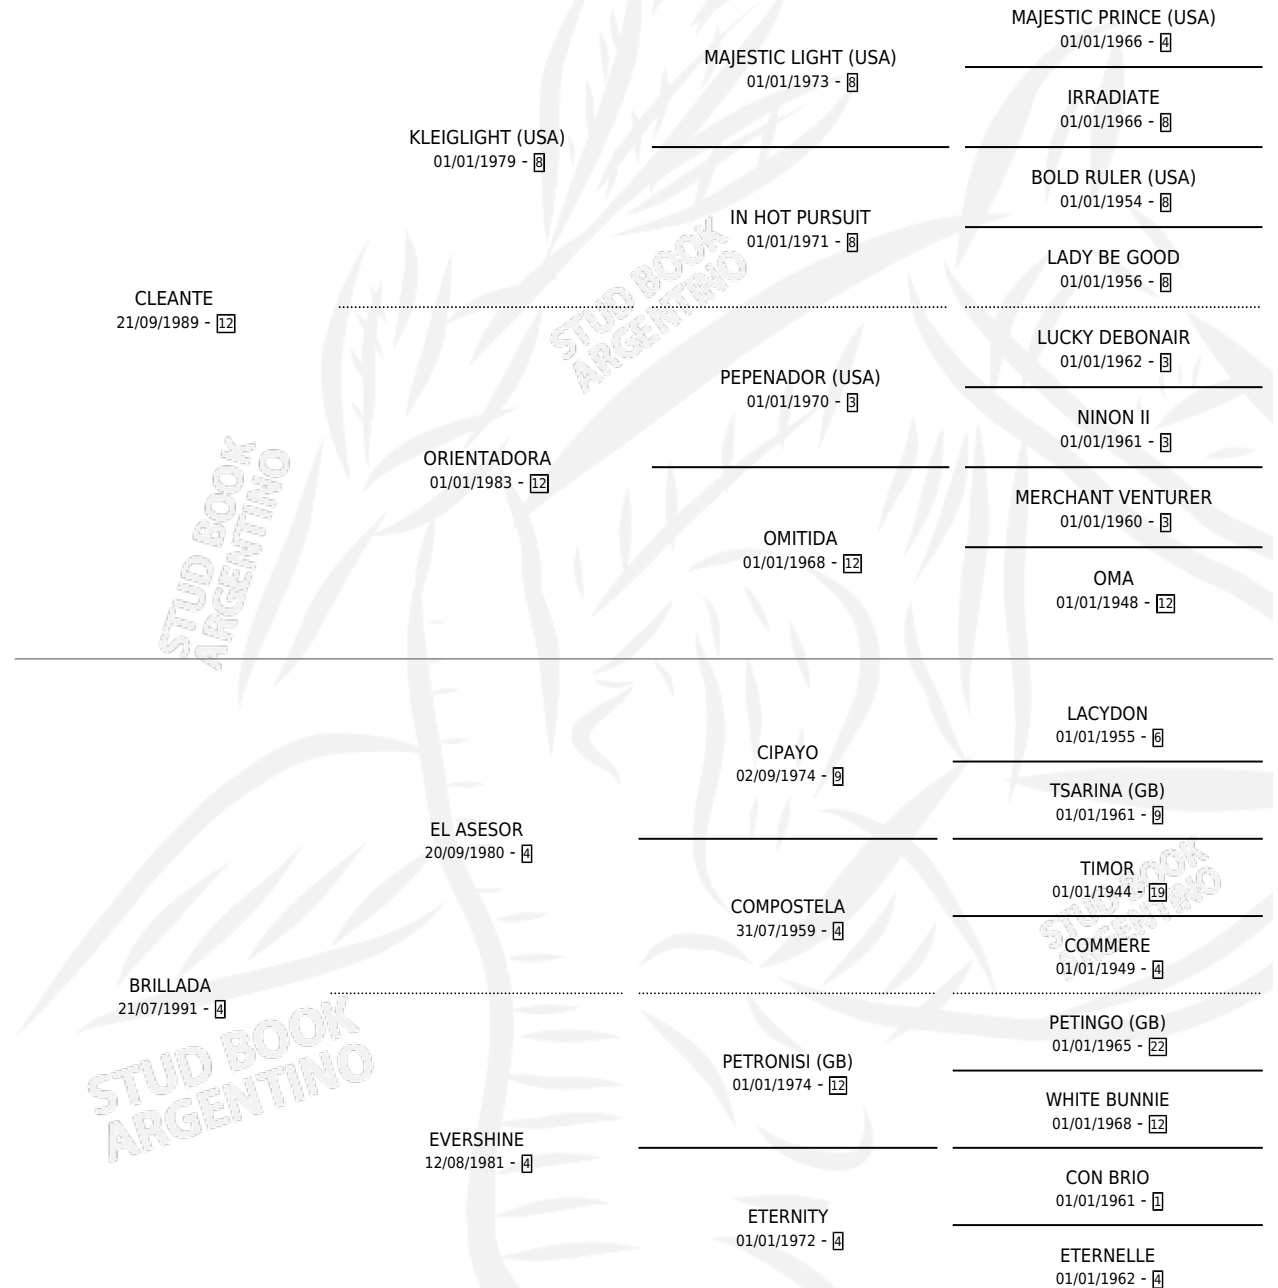 MAJESTIC PRINCE (USA)
01/01/1966 - 4
MAJESTIC LIGHT (USA)
01/01/1973 - 8
IRRADIATE
01/01/1966 - 8
KLEIGLIGHT (USA)
01/01/1979 - 8
BOLD RULER (USA)
01/01/1954 - 8
IN HOT PURSUIT
01/01/1971 - 8
LADY BE GOOD
01/01/1956 - 8
CLEANTE
21/09/1989 - 12
LUCKY DEBONAIR
01/01/1962 - 3
PEPENADOR (USA)
01/01/1970 - 3
NINON II
01/01/1961 - 3
ORIENTADORA
01/01/1983 - 12
MERCHANT VENTURER
01/01/1960 - 3
OMITIDA
01/01/1968 - 12
OMA
01/01/1948 - 12
LACYDON
01/01/1955 - 6
CIPAYO
02/09/1974 - 9
TSARINA (GB)
01/01/1961 - 9
EL ASESOR
20/09/1980 - 4
TIMOR
01/01/1944 - 19
COMPOSTELA
31/07/1959 - 4
COMMERE
01/01/1949 - 4
BRILLADA
21/07/1991 - 4
PETINGO (GB)
01/01/1965 - 22
PETRONISI (GB)
01/01/1974 - 12
WHITE BUNNIE
01/01/1968 - 12
EVERSHINE
12/08/1981 - 4
CON BRIO
01/01/1961 - 1
ETERNITY
01/01/1972 - 4
ETERNELLE
01/01/1962 - 4
STUD BOOK
ARGENTINO
STUD BOOK
ARGENTINO
STUD BOOK
ARGENTINO
STUD BOOK
ARGENTINO